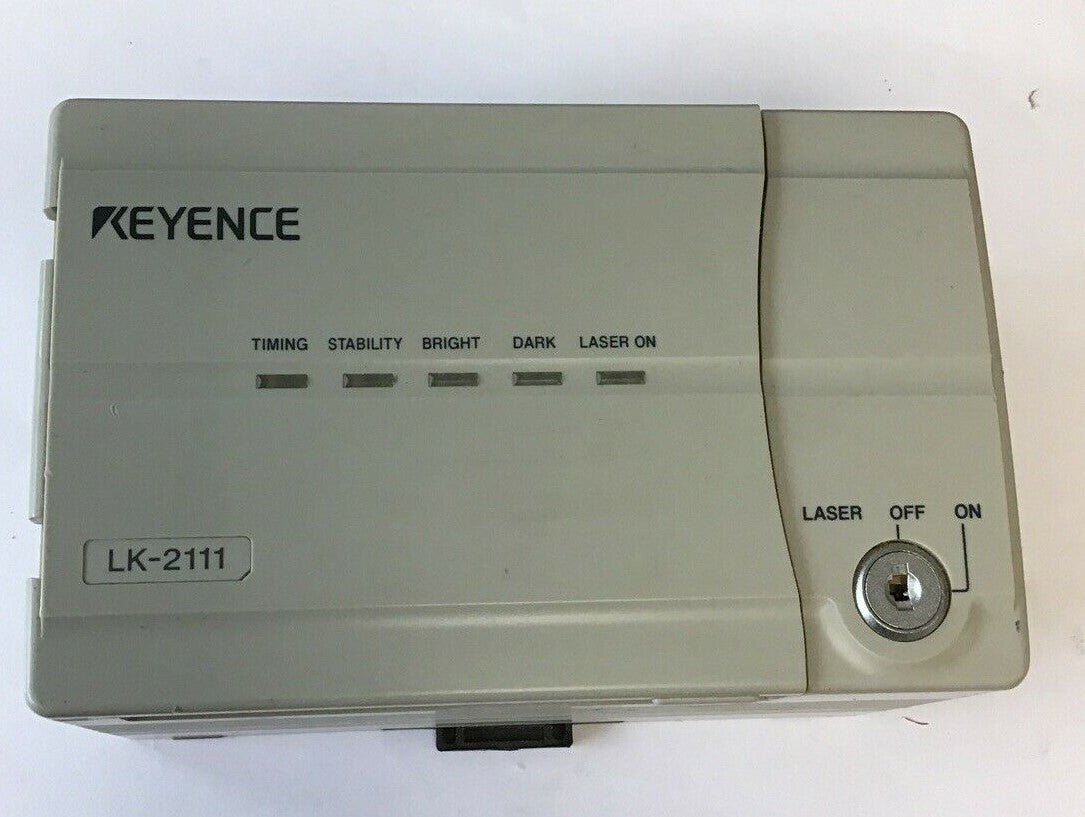 KEYENCE
TIMING STABILITY BRIGHT DARK LASER ON
LASER OFF ON
LK-2111